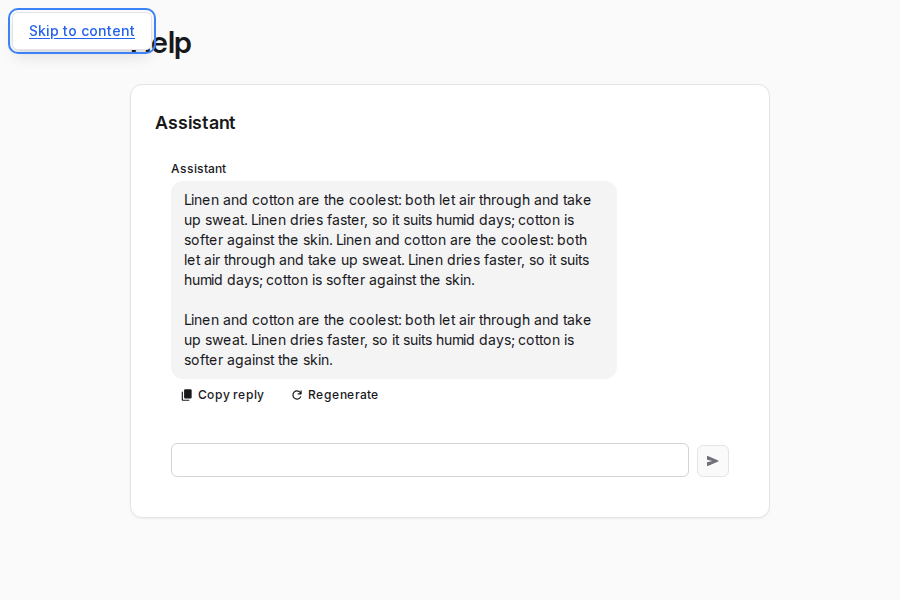 Skip to content
Help
Assistant
Assistant
Linen and cotton are the coolest: both let air through and take
up sweat. Linen dries faster, so it suits humid days; cotton is
softer against the skin. Linen and cotton are the coolest: both
let air through and take up sweat. Linen dries faster, so it suits
humid days; cotton is softer against the skin.
Linen and cotton are the coolest: both let air through and take
up sweat. Linen dries faster, so it suits humid days; cotton is
softer against the skin.
Copy reply
Regenerate